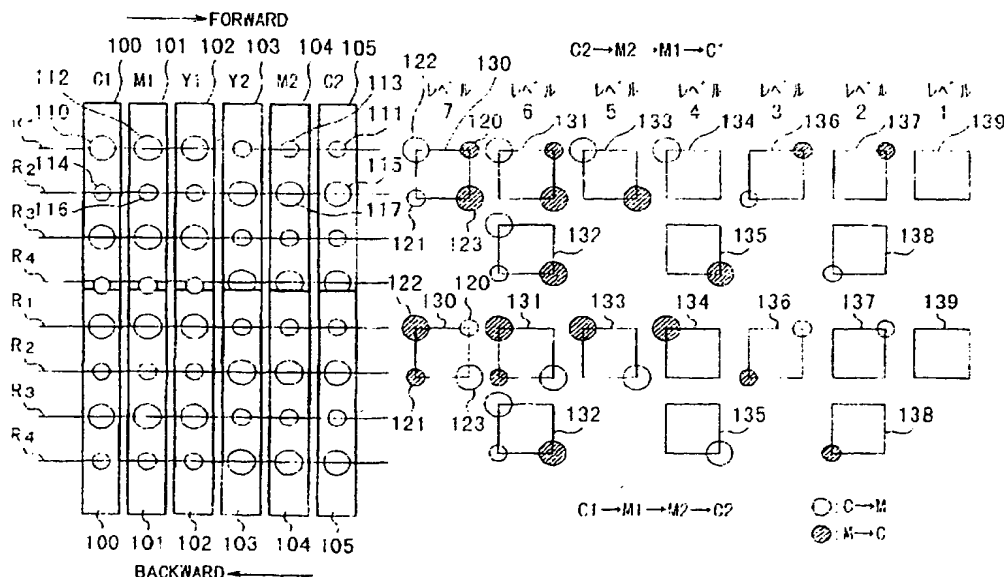 FORWARD
100 101 102 103 104 105
C2→M2→M1→C1
112 C1 M1 Y1 Y2 M2 C2 113
122 130 レベル レベル レベル レベル レベル レベル レベル
7 120 6 131 5 133 4 134 3 136 2 137 1 139
110 111
114 R2 115
116 117
R3 121 123 132 135 138
R4
122 130 120 131 133 134 136 137 139
R1
R2
R3 121 123 132 135 138
R4
C1→M1→M2→C2
○:C→M
100 101 102 103 104 105 :M→C
BACKWARD